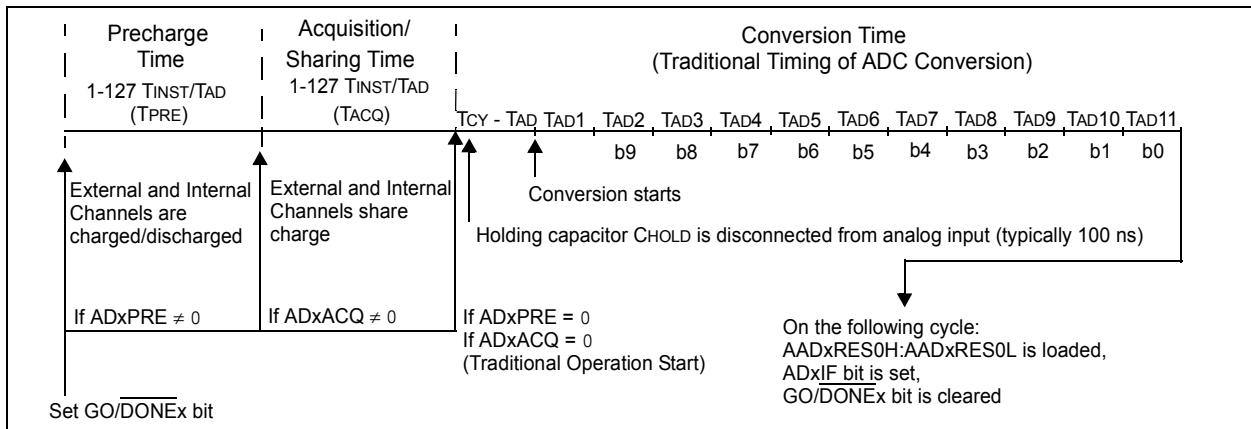 Precharge
Time
1-127 TINST/TAD
(TPRE)
Acquisition/
Sharing Time
1-127 TINST/TAD
(TACQ)
Conversion Time
(Traditional Timing of ADC Conversion)
TCY - TAD TAD1 TAD2 TAD3 TAD4 TAD5 TAD6 TAD7 TAD8 TAD9 TAD10 TAD11
b9 b8 b7 b6 b5 b4 b3 b2 b1 b0
External and Internal
Channels are
charged/discharged
External and Internal
Channels share
charge
Conversion starts
Holding capacitor CHOLD is disconnected from analog input (typically 100 ns)
If ADxPRE ≠ 0
If ADxACQ ≠ 0
If ADxPRE = 0
If ADxACQ = 0
(Traditional Operation Start)
On the following cycle:
AADxRES0H:AADxRES0L is loaded,
ADxIF bit is set,
GO/DONEx bit is cleared
Set GO/DONEx bit